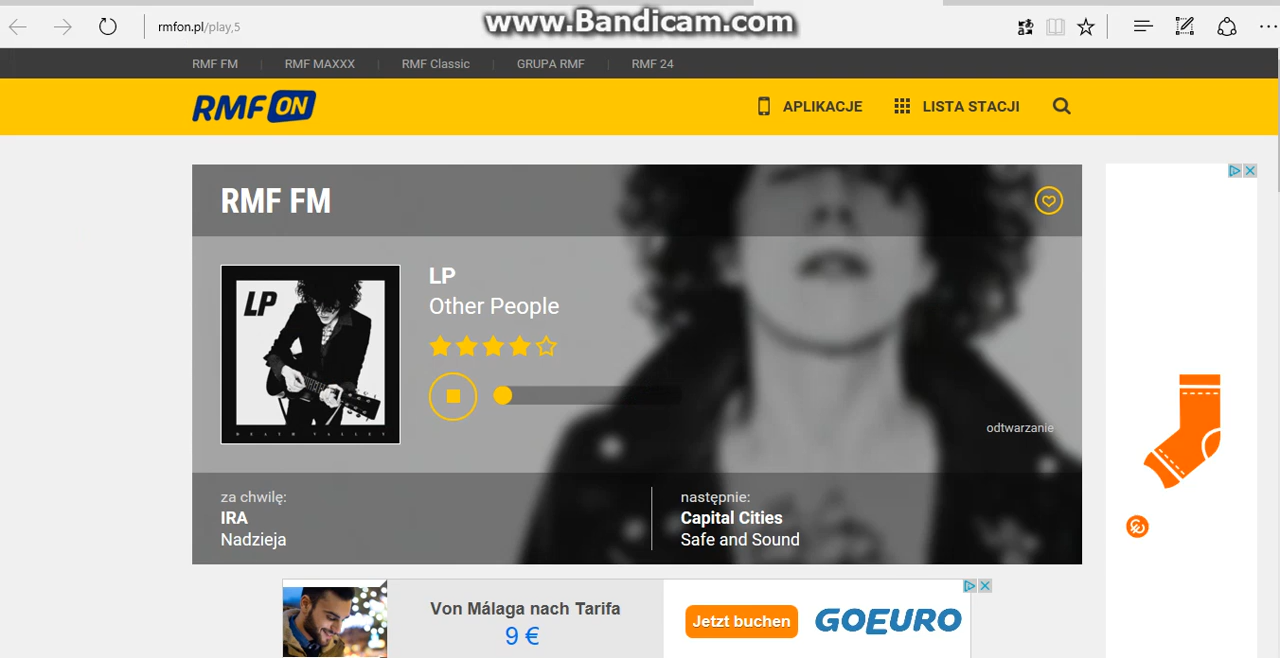 www.Bandicam.com
rmfon.pl/play,5
RMF FM
RMF MAXXX
RMF Classic
GRUPA RMF
RMF 24
RMF ON
APLIKACJE
LISTA STACJI
RMF FM
LP
LP
Other People
DEATH VALLEY
odtwarzanie
za chwilę:
IRA
Nadzieja
następnie:
Capital Cities
Safe and Sound
Von Málaga nach Tarifa
9 €
Jetzt buchen
GOEURO